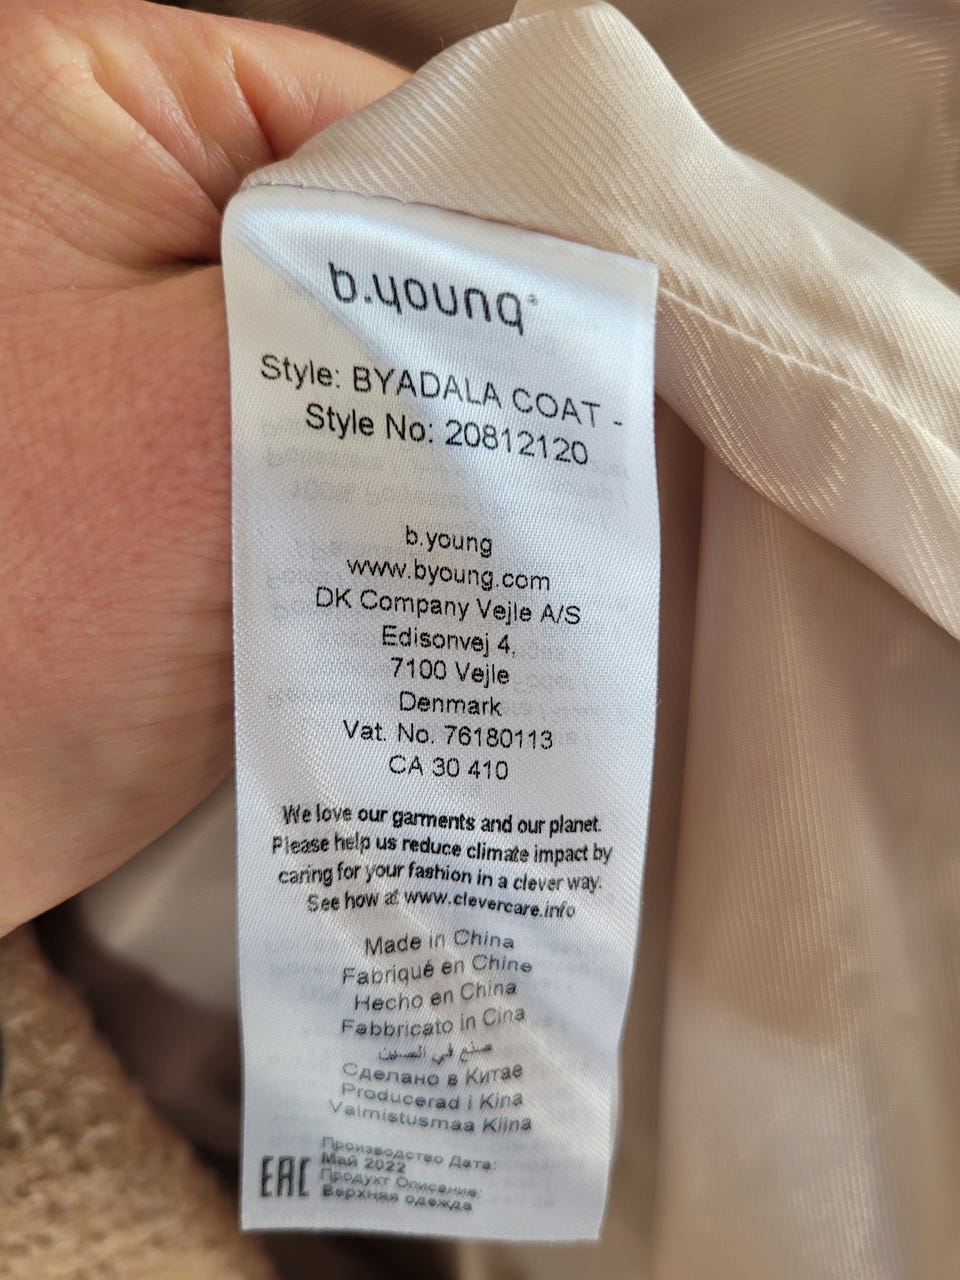 b.young®
Style: BYADALA COAT -
Style No: 20812120
b.young
www.byoung.com
DK Company Vejle A/S
Edisonvej 4,
7100 Vejle
Denmark
Vat. No. 76180113
CA 30 410
We love our garments and our planet.
Please help us reduce climate impact by
caring for your fashion in a clever way.
See how at www.clevercare.info
Made in China
Fabriqué en Chine
Hecho en China
Fabbricato in Cina
صنع في الصين
Сделано в Китае
Producerad i Kina
Valmistusmaa Kiina
EAC
Производство Дата:
Май 2022
Продукт Описание:
Верхняя одежда